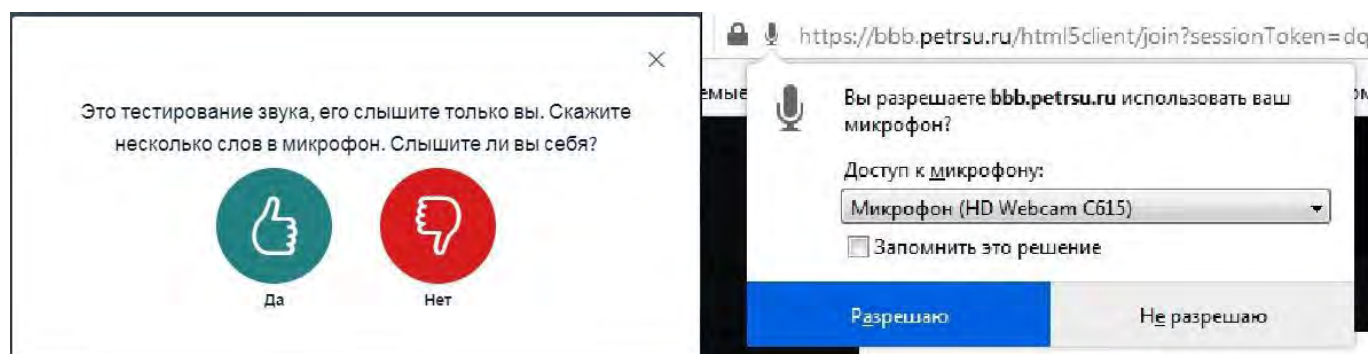 Это тестирование звука, его слышите только вы. Скажите
несколько слов в микрофон. Слышите ли вы себя?
Да
Нет
https://bbb.petrsu.ru/html5client/join?sessionToken=dq
емые
Вы разрешаете bbb.petrsu.ru использовать ваш
микрофон?
Доступ к микрофону:
Микрофон (HD Webcam C615)
Запомнить это решение
Разрешаю
Не разрешаю